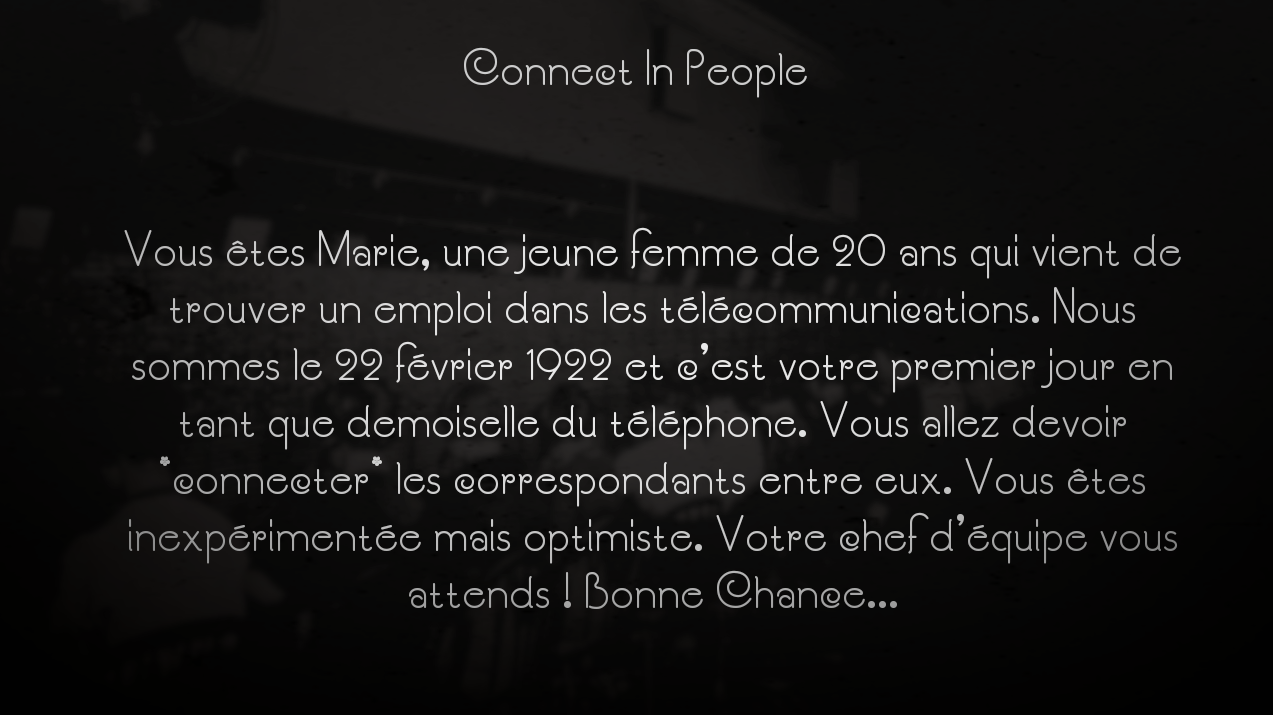 Connect In People
Vous êtes Marie, une jeune femme de 20 ans qui vient de
trouver un emploi dans les télécommunications. Nous
sommes le 22 février 1922 et c'est votre premier jour en
tant que demoiselle du téléphone. Vous allez devoir
*connecter* les correspondants entre eux. Vous êtes
inexpérimentée mais optimiste. Votre chef d'équipe vous
attends ! Bonne Chance...